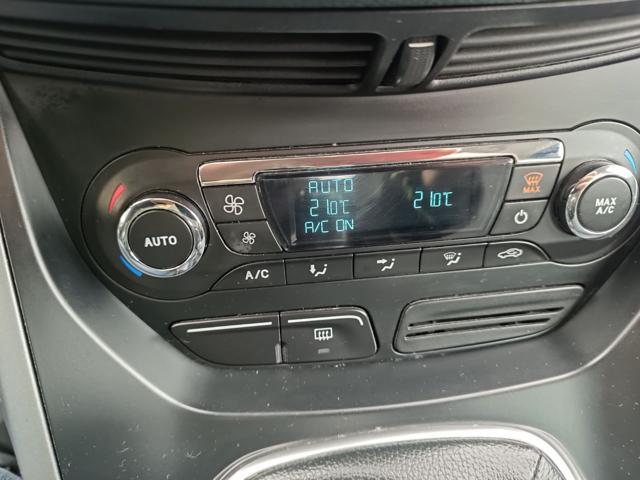 AUTO
21.0°C 21.0°C
A/C ON
MAX
AUTO
MAX
A/C
A/C